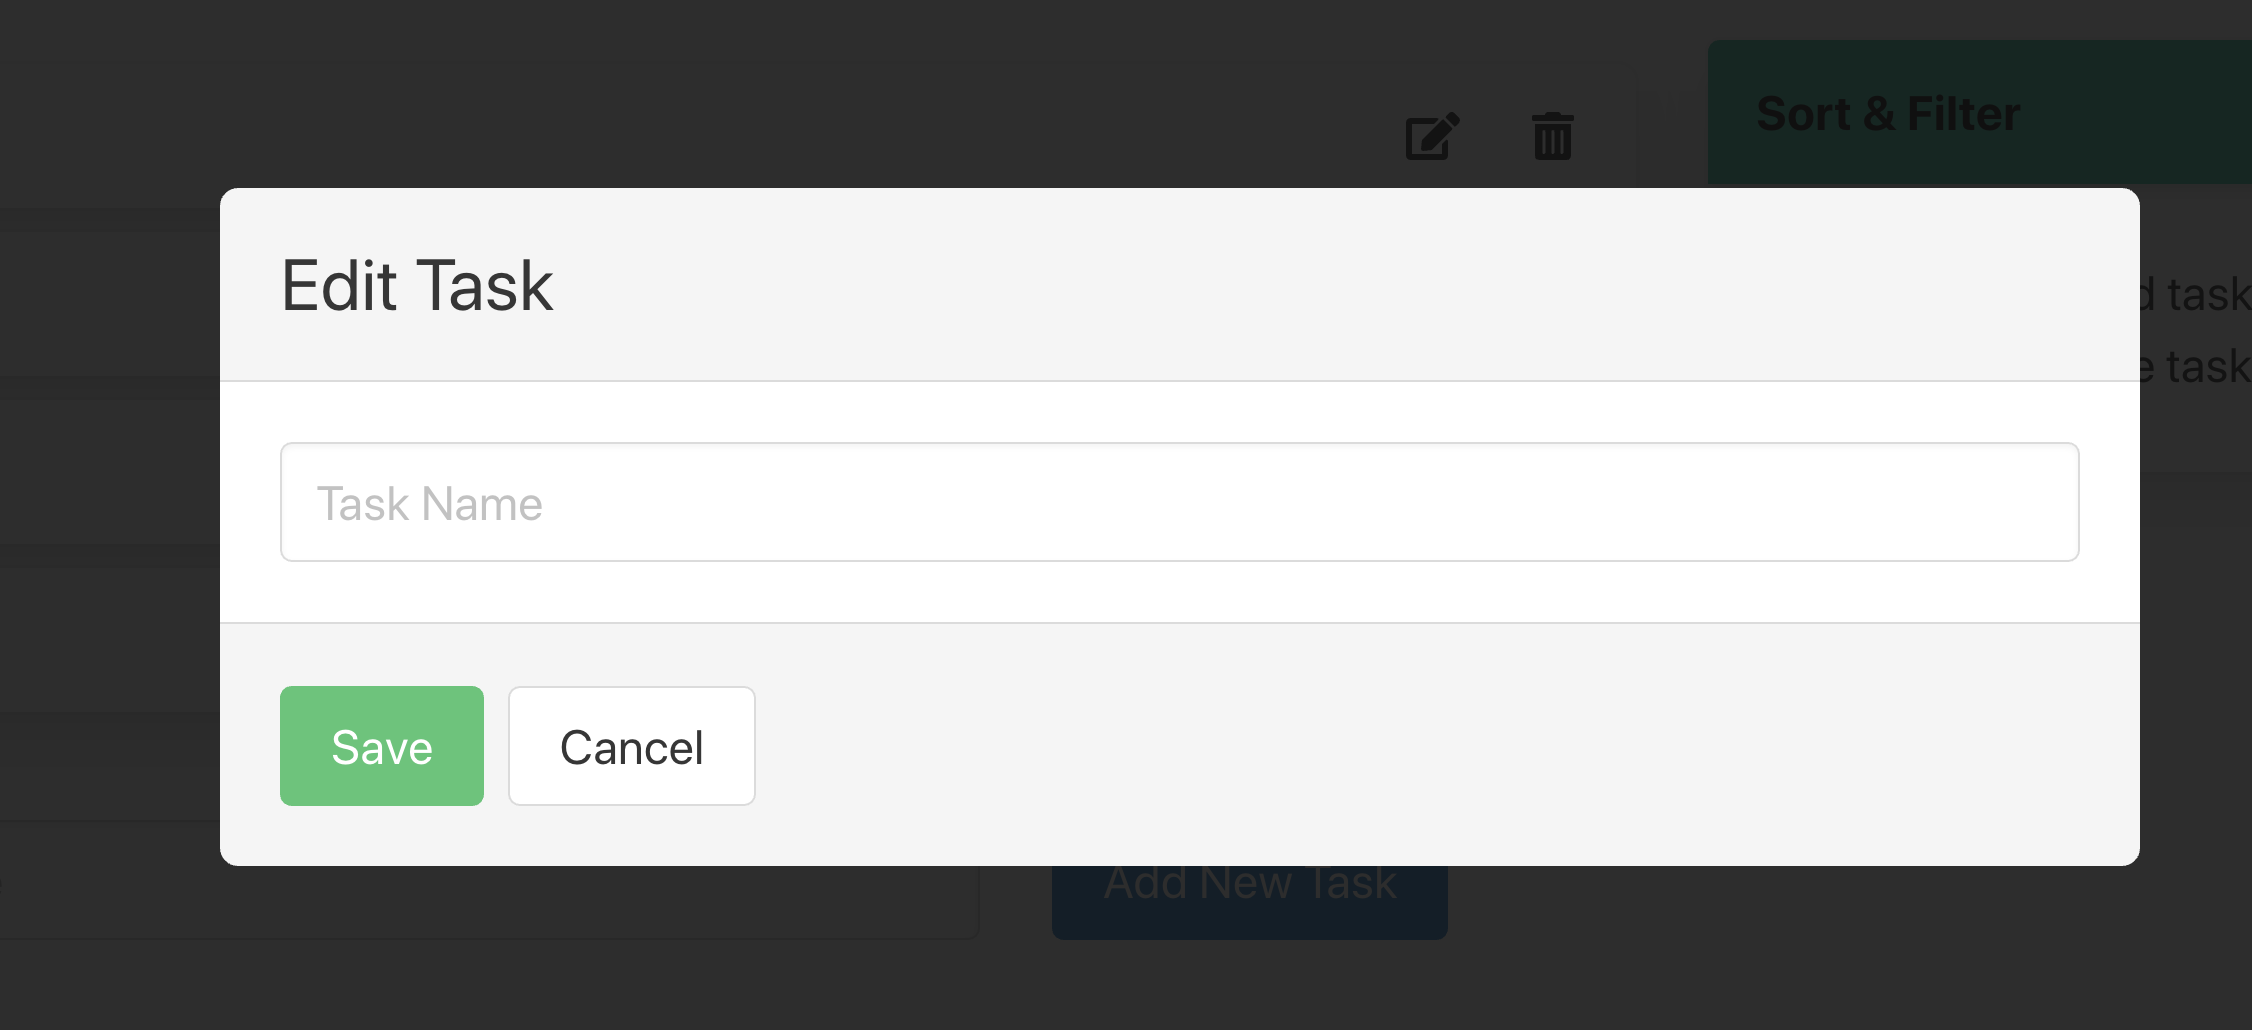 Sort & Filter
Edit Task
task
task
Task Name
Save Cancel
Add New Task